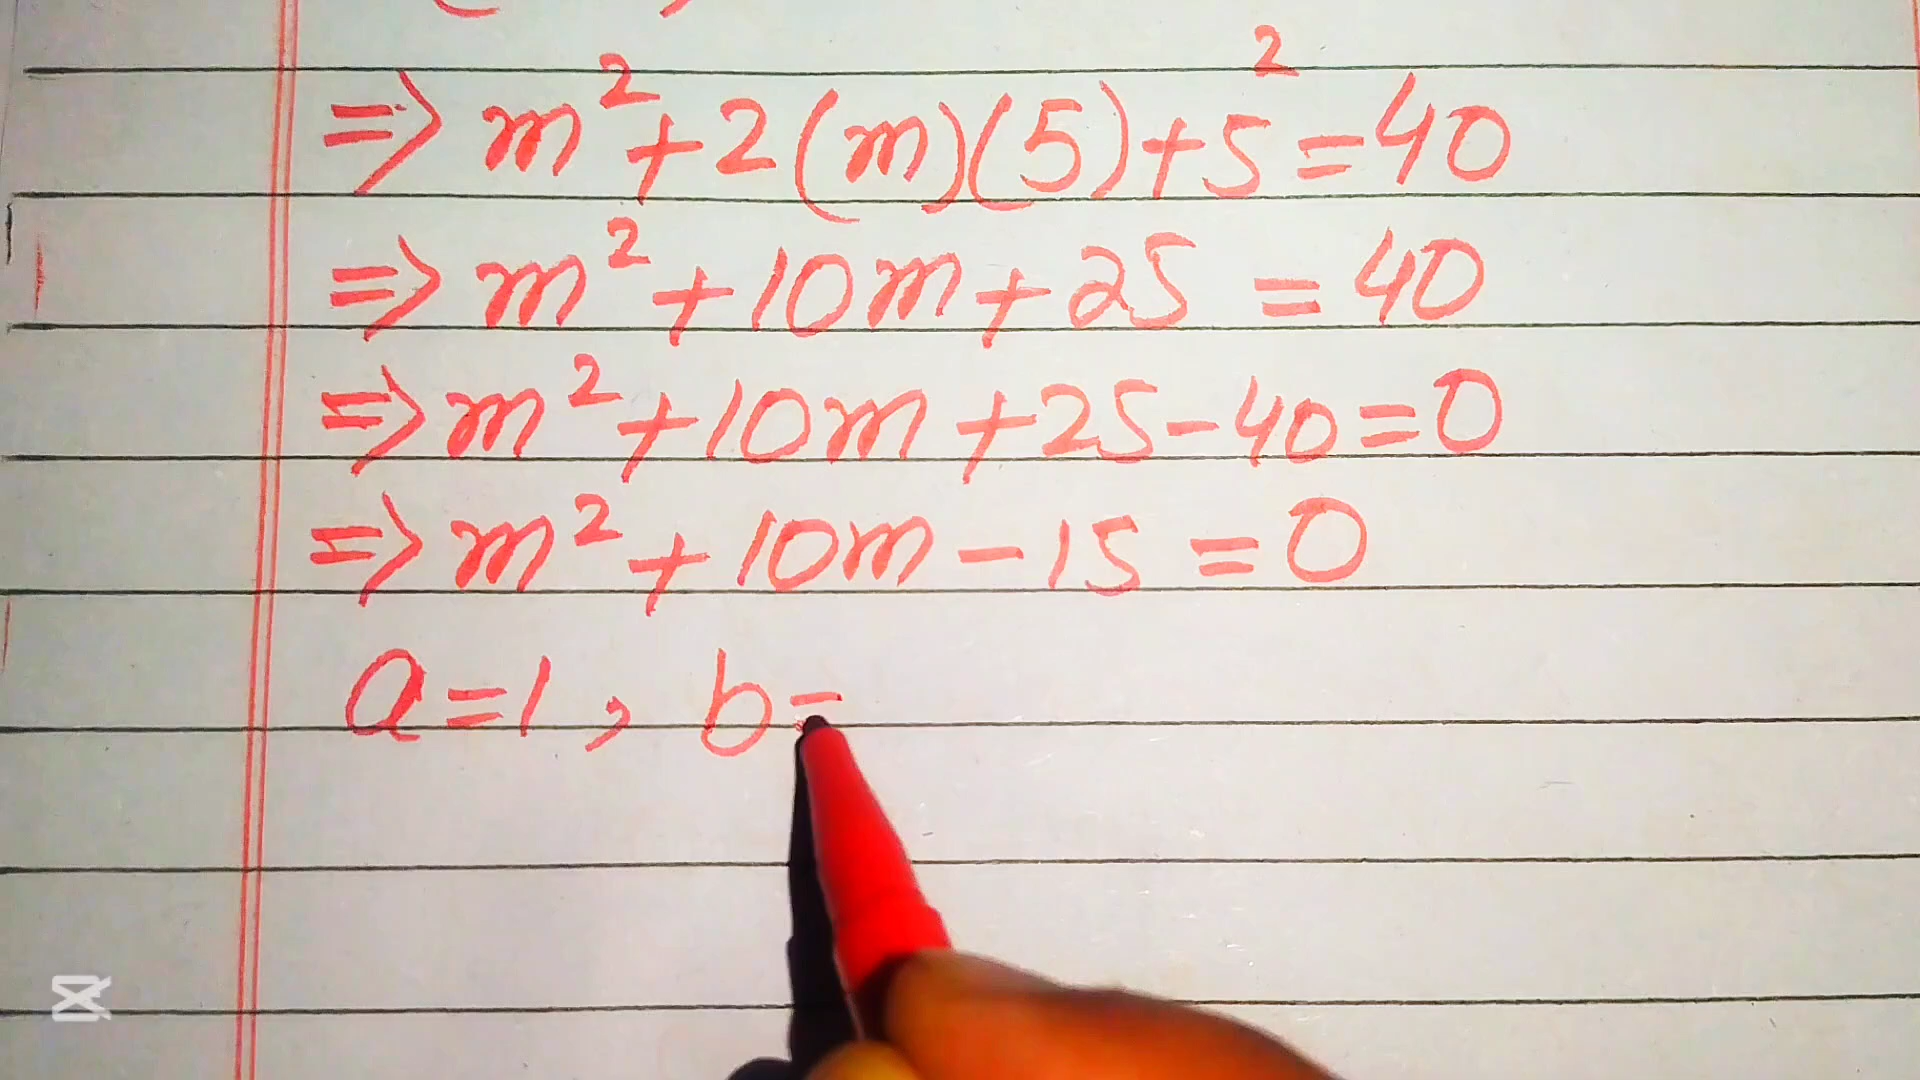 ⇒ m² + 2(m)(5) + 5² = 40
⇒ m² + 10m + 25 = 40
⇒ m² + 10m + 25 - 40 = 0
⇒ m² + 10m - 15 = 0
a = 1 , b =